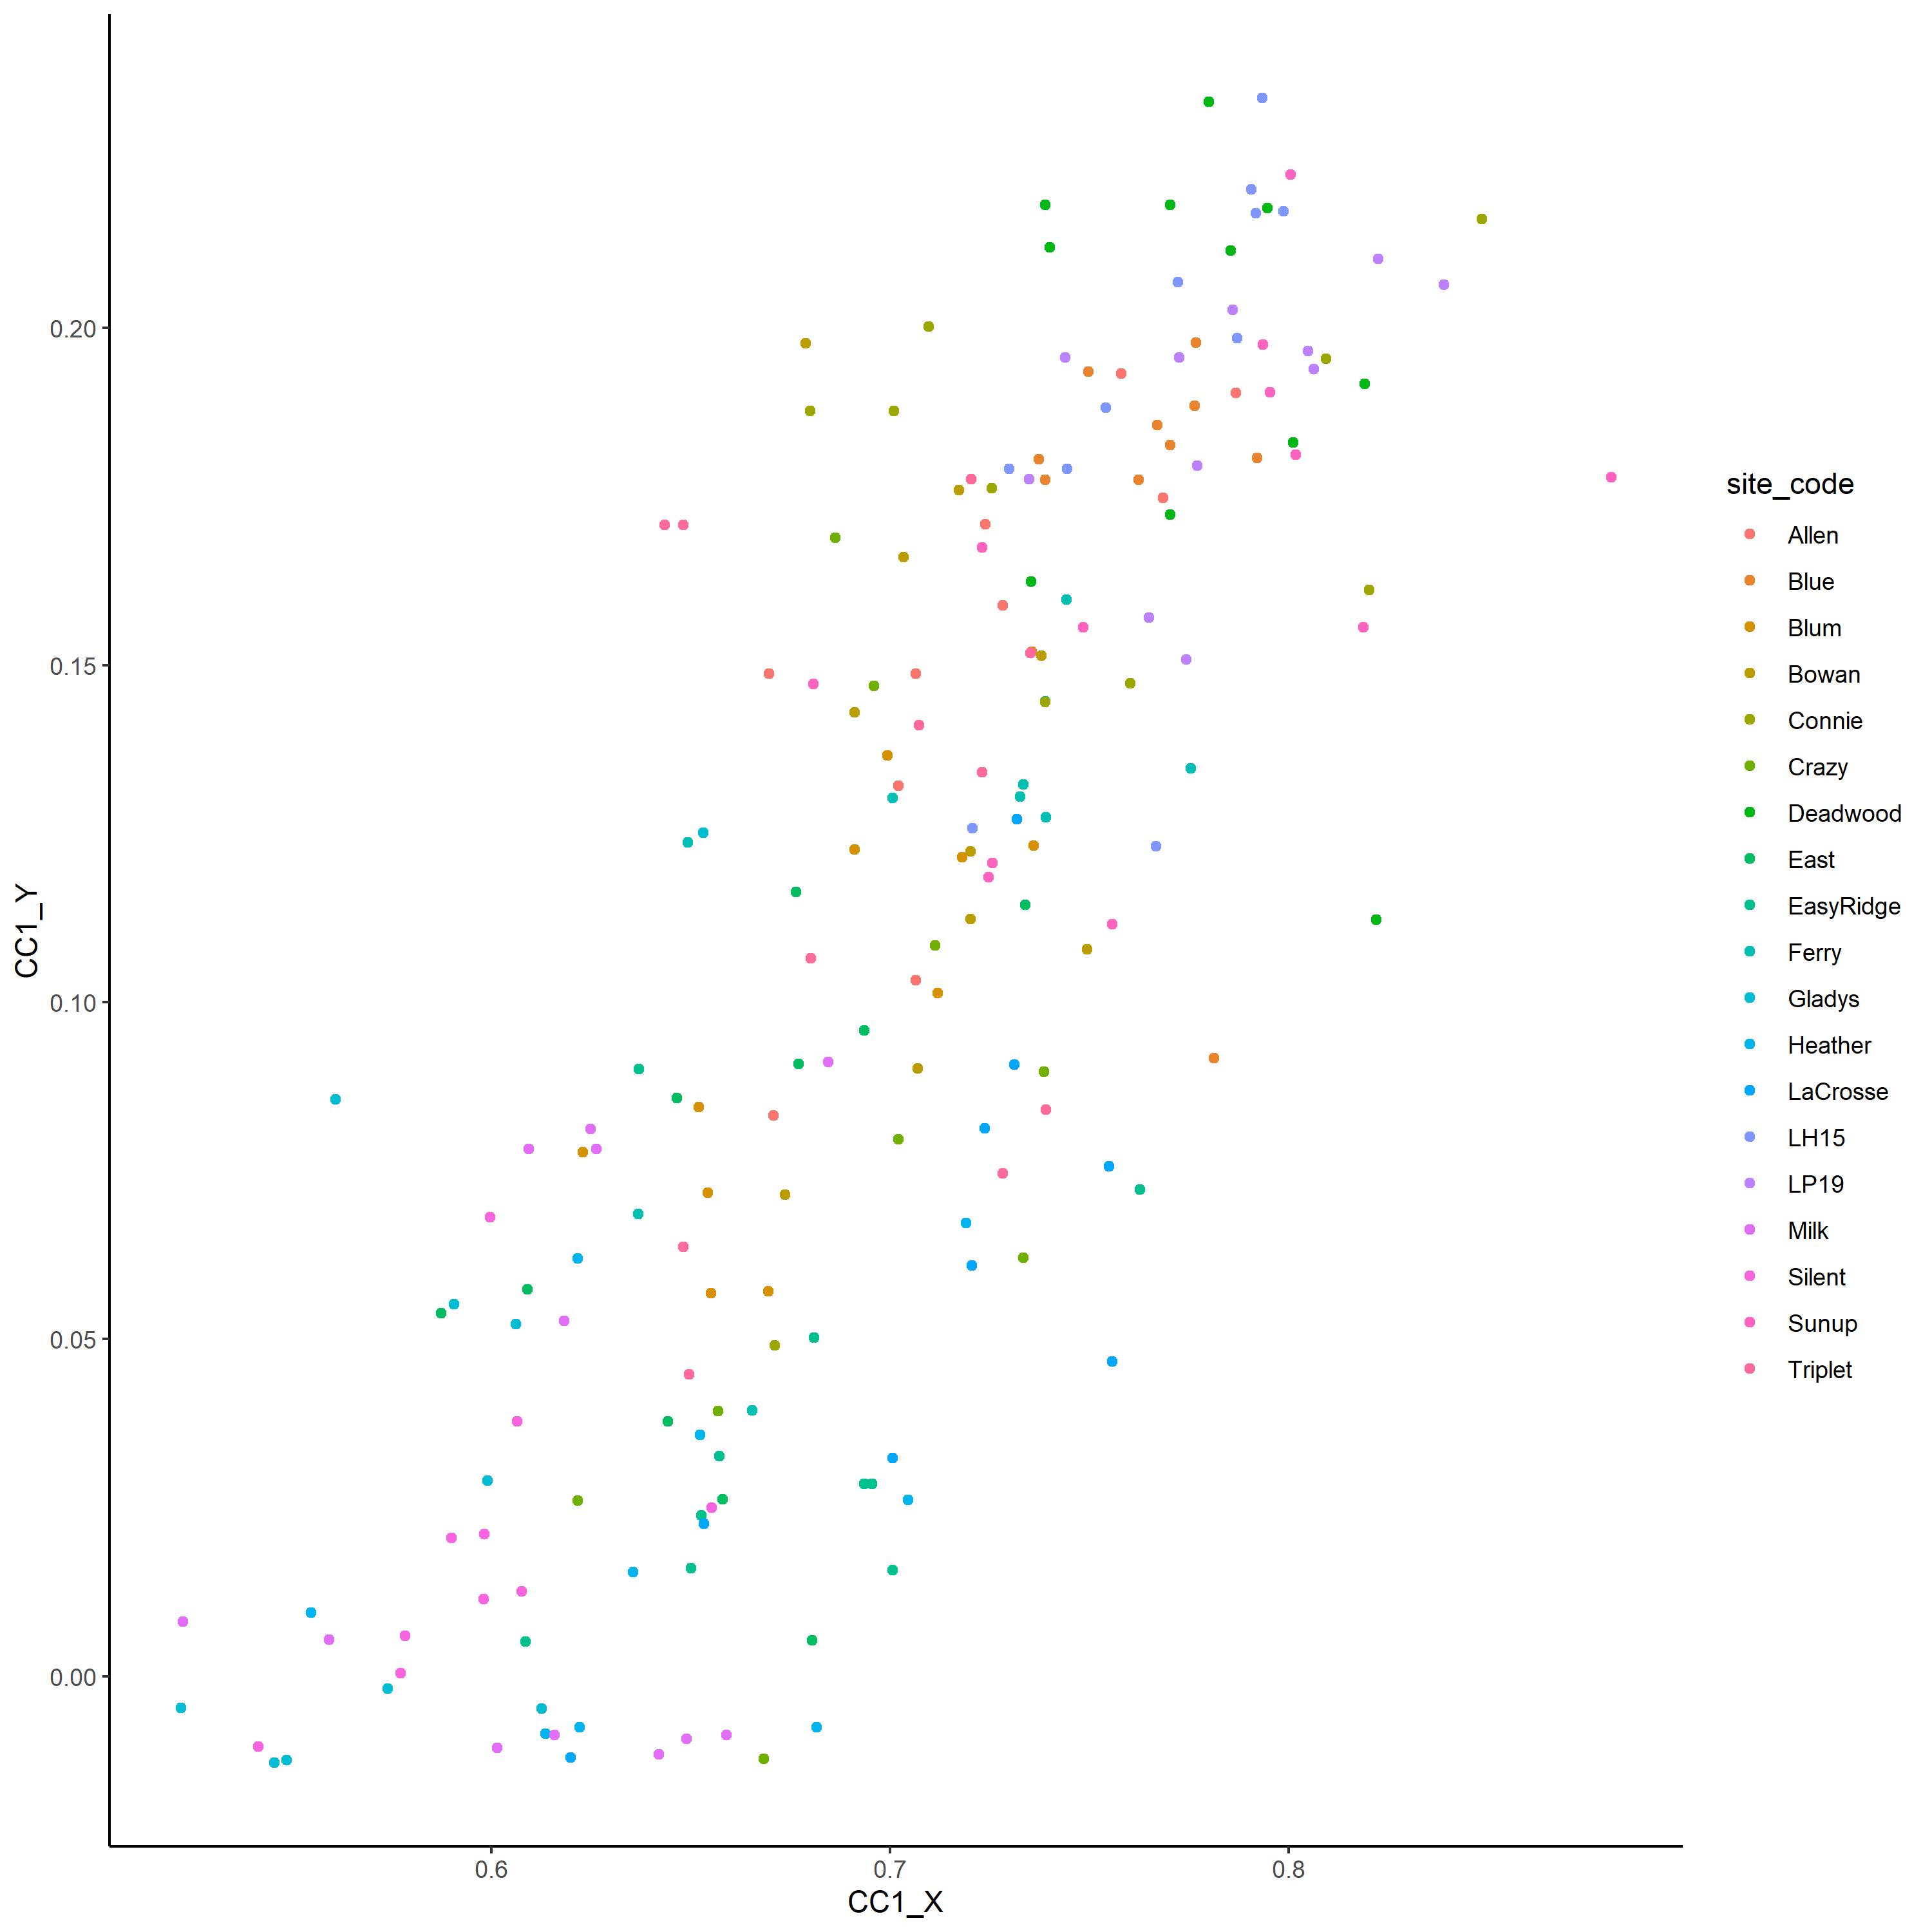 0.20
0.15
0.10
0.05
0.00
CC1_Y
0.6 0.7 0.8
CC1_X
site_code
Allen
Blue
Blum
Bowan
Connie
Crazy
Deadwood
East
EasyRidge
Ferry
Gladys
Heather
LaCrosse
LH15
LP19
Milk
Silent
Sunup
Triplet